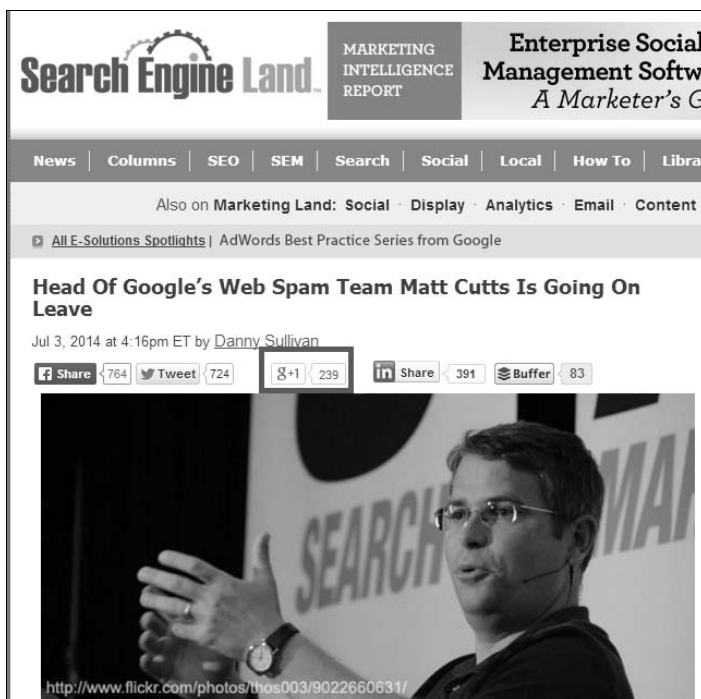 Search Engine Land
MARKETING
INTELLIGENCE
REPORT
Enterprise Social
Management Softw
A Marketer's G
News Columns SEO SEM Search Social Local How To Libra
Also on Marketing Land: Social · Display · Analytics · Email · Content
All E-Solutions Spotlights | AdWords Best Practice Series from Google
Head Of Google's Web Spam Team Matt Cutts Is Going On
Leave
Jul 3, 2014 at 4:16pm ET by Danny Sullivan
f Share 764 Tweet 724 g+1 239 in Share 391 Buffer 83
SEARCH MAR
http://www.flickr.com/photos/thos003/9022660631/